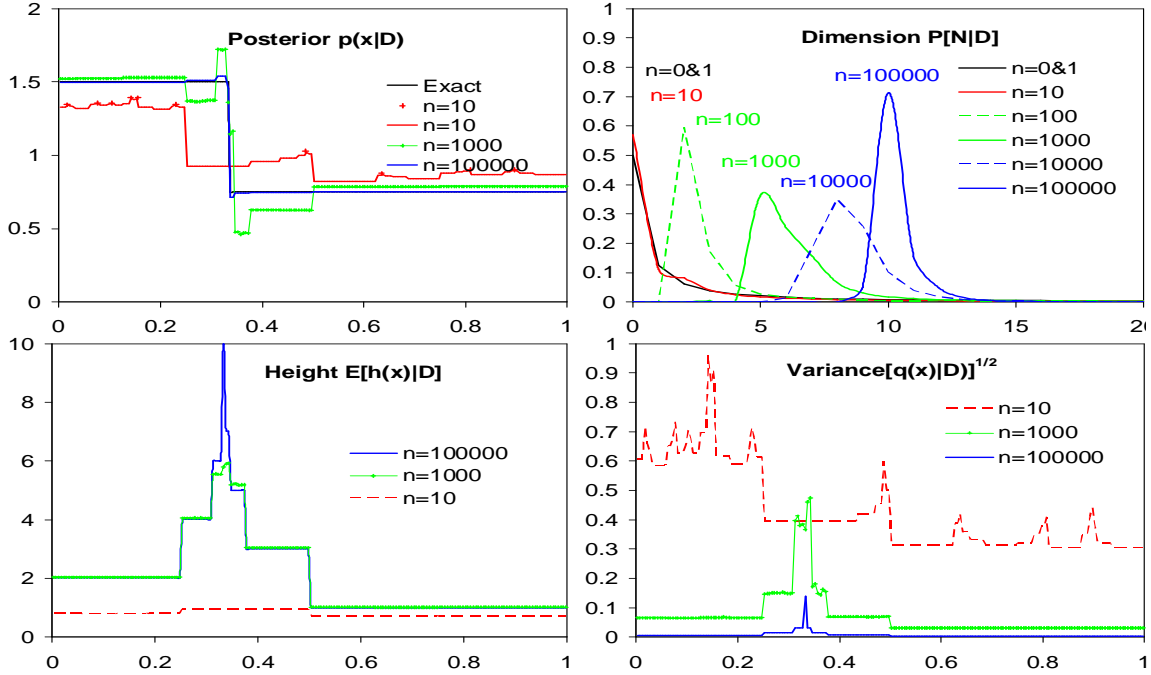 Posterior p(x|D)
2
1.5
1
0.5
0
0 0.2 0.4 0.6 0.8 1
Exact
n=10
n=10
n=1000
n=100000
Dimension P[N|D]
1
0.9
0.8
0.7
0.6
0.5
0.4
0.3
0.2
0.1
0
0 5 10 15 20
n=0&1
n=10
n=100
n=1000
n=10000
n=100000
n=0&1
n=10
n=100
n=1000
n=10000
n=100000
Height E[h(x)|D]
10
8
6
4
2
0
0 0.2 0.4 0.6 0.8 1
n=100000
n=1000
n=10
Variance[q(x)|D)]1/2
1
0.9
0.8
0.7
0.6
0.5
0.4
0.3
0.2
0.1
0
0 0.2 0.4 0.6 0.8 1
n=10
n=1000
n=100000